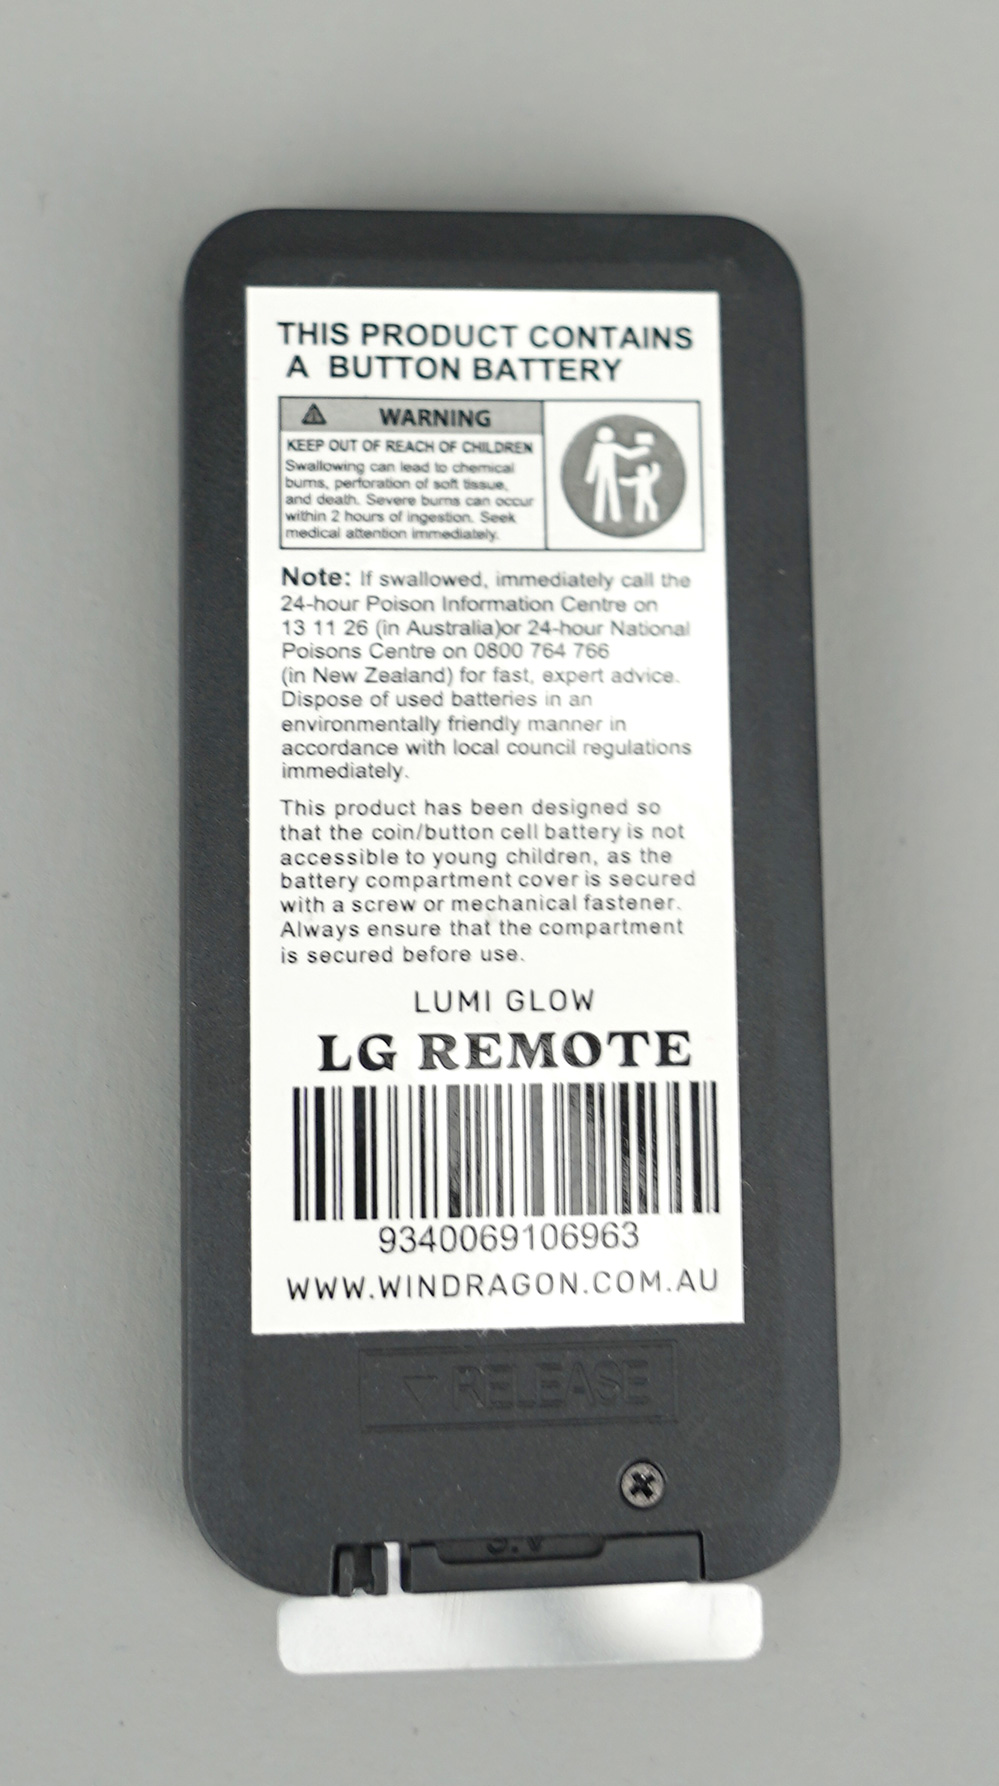 THIS PRODUCT CONTAINS
A BUTTON BATTERY
WARNING
KEEP OUT OF REACH OF CHILDREN
Swallowing can lead to chemical
burns, perforation of soft tissue,
and death. Severe burns can occur
within 2 hours of ingestion. Seek
medical attention immediately.
Note: If swallowed, immediately call the
24-hour Poison Information Centre on
13 11 26 (in Australia)or 24-hour National
Poisons Centre on 0800 764 766
(in New Zealand) for fast, expert advice.
Dispose of used batteries in an
environmentally friendly manner in
accordance with local council regulations
immediately.
This product has been designed so
that the coin/button cell battery is not
accessible to young children, as the
battery compartment cover is secured
with a screw or mechanical fastener.
Always ensure that the compartment
is secured before use.
LUMI GLOW
LG REMOTE
9340069106963
WWW.WINDRAGON.COM.AU
RELEASE